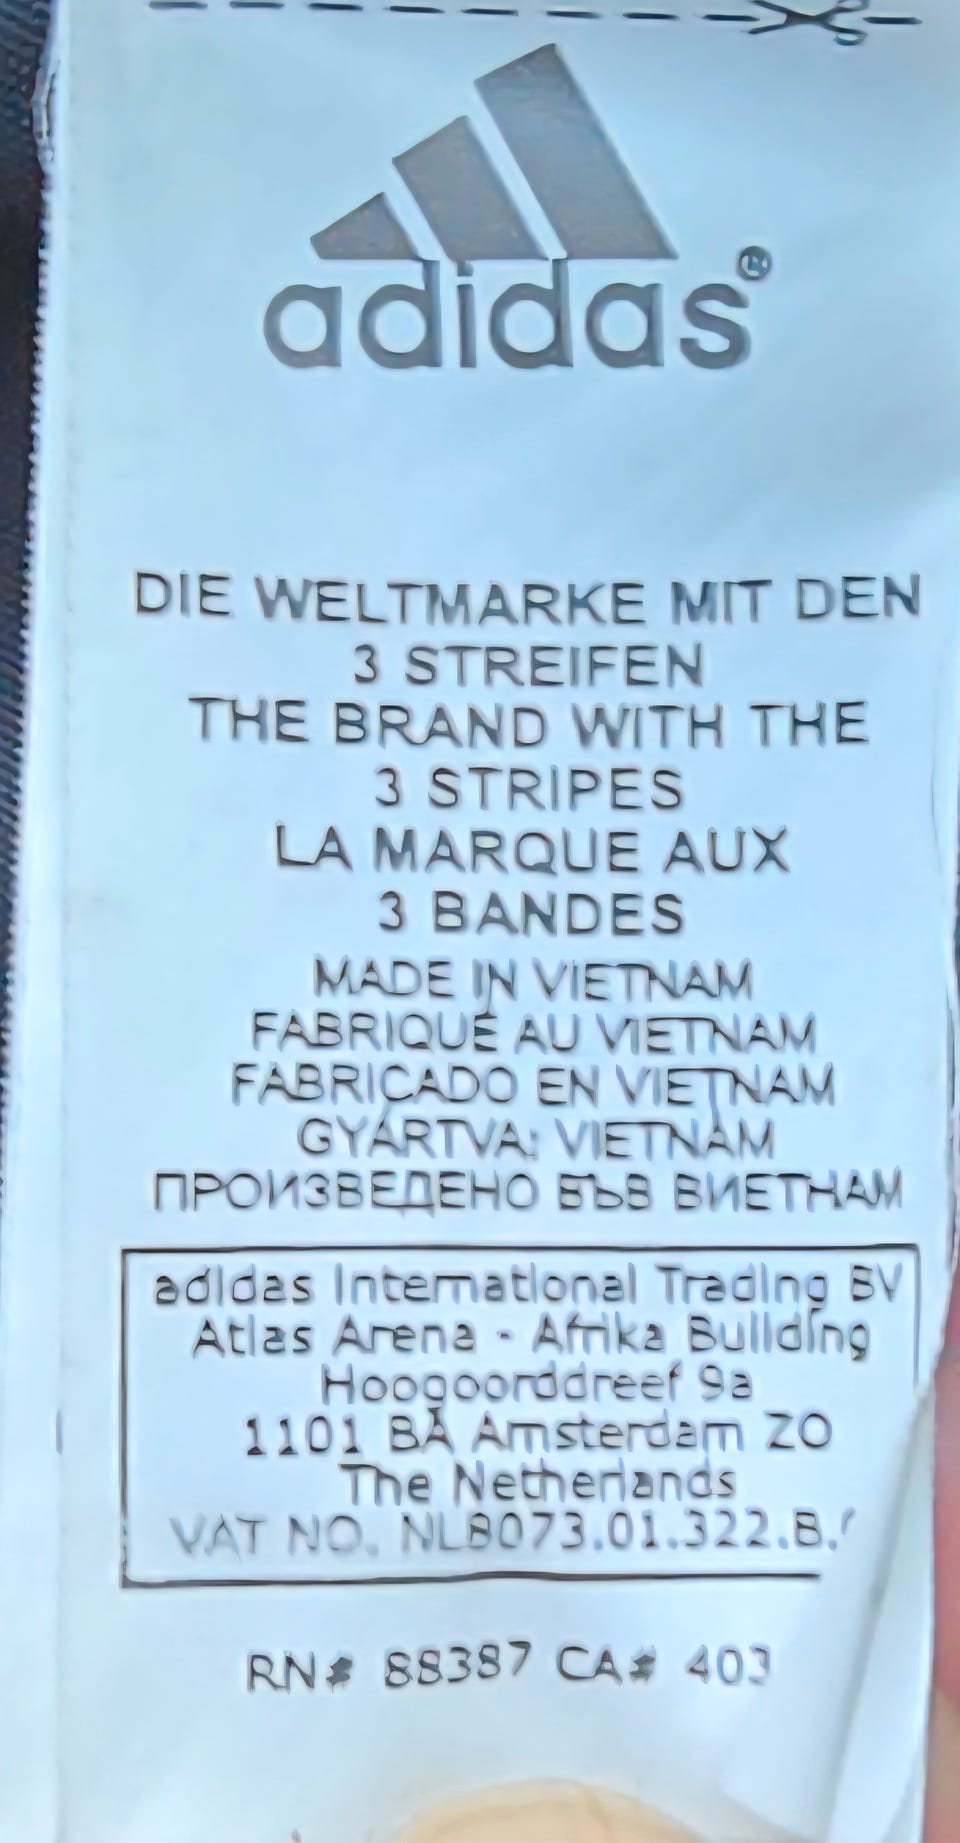 adidas®
DIE WELTMARKE MIT DEN
3 STREIFEN
THE BRAND WITH THE
3 STRIPES
LA MARQUE AUX
3 BANDES
MADE IN VIETNAM
FABRIQUÉ AU VIETNAM
FABRICADO EN VIETNAM
GYÁRTVA: VIETNÁM
ПРОИЗВЕДЕНО ВЪВ ВИЕТНАМ
adidas International Trading BV
Atlas Arena - Afrika Building
Hoogoorddreef 9a
1101 BA Amsterdam ZO
The Netherlands
VAT NO. NL8073.01.322.B.
RN# 88387 CA# 403